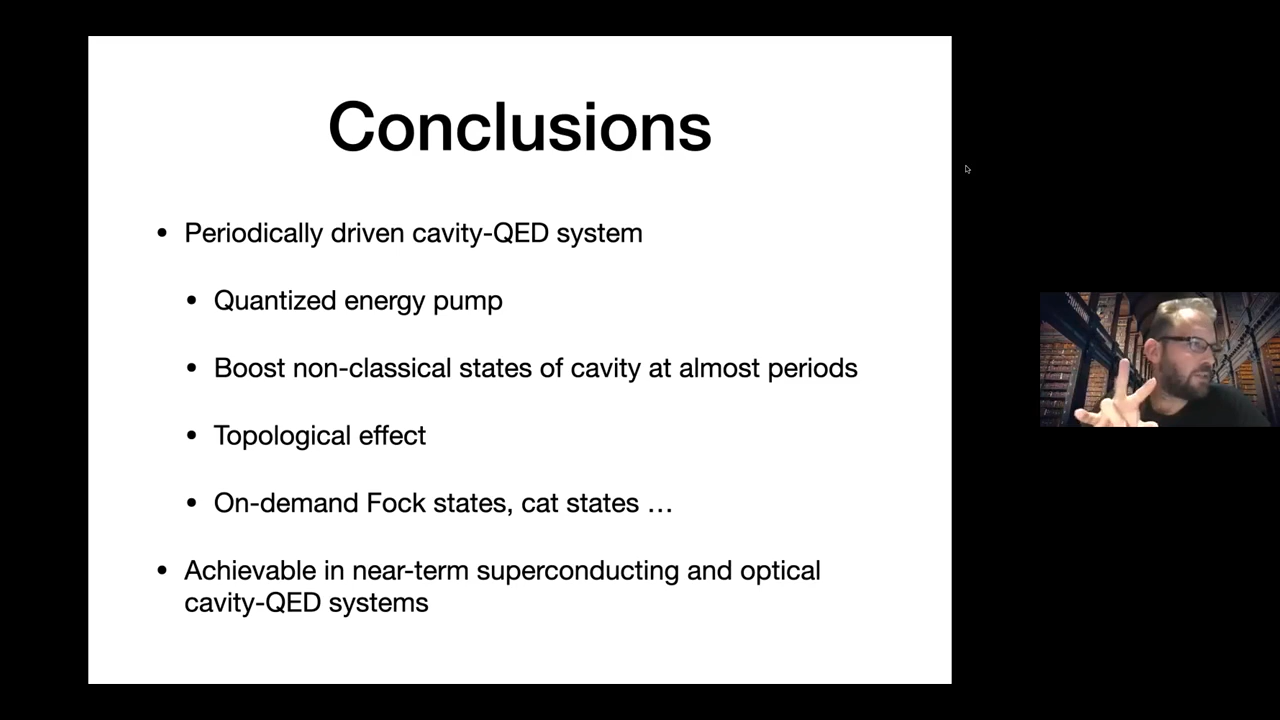 Conclusions
• Periodically driven cavity-QED system
• Quantized energy pump
• Boost non-classical states of cavity at almost periods
• Topological effect
• On-demand Fock states, cat states …
• Achievable in near-term superconducting and optical
cavity-QED systems